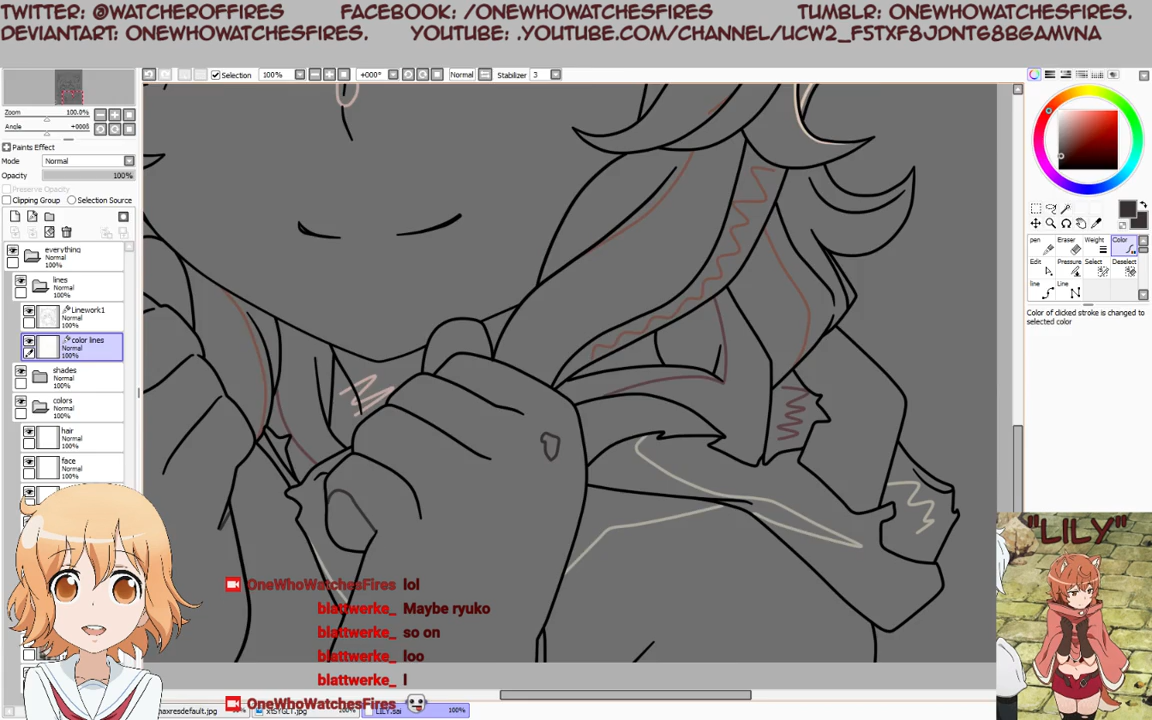 TWITTER: @WATCHEROFFIRES FACEBOOK: /ONEWHOWATCHESFIRES TUMBLR: ONEWHOWATCHESFIRES.
DEVIANTART: ONEWHOWATCHESFIRES. YOUTUBE: .YOUTUBE.COM/CHANNEL/UCW2_F5TXF8JDNTG8BGAMVNA
Selection 100% +000° Normal Stabilizer 3
Zoom 100.0%
Angle +000°
Paints Effect
Mode Normal
Opacity 100%
Preserve Opacity
Clipping Group Selection Source
everything
Normal
100%
lines
Normal
100%
Linework1
Normal
100%
color lines
Normal
100%
shades
Normal
100%
colors
Normal
100%
hair
Normal
100%
face
Normal
100%
pen Eraser Weight Color
Edit Pressure Select Deselect
line Line
Color of clicked stroke is changed to
selected color
"LILY"
OneWhoWatchesFires lol
blattwerke_ Maybe ryuko
blattwerke_ so on
blattwerke_ loo
blattwerke_ l
OneWhoWatchesFires
maxresdefault.jpg 100%